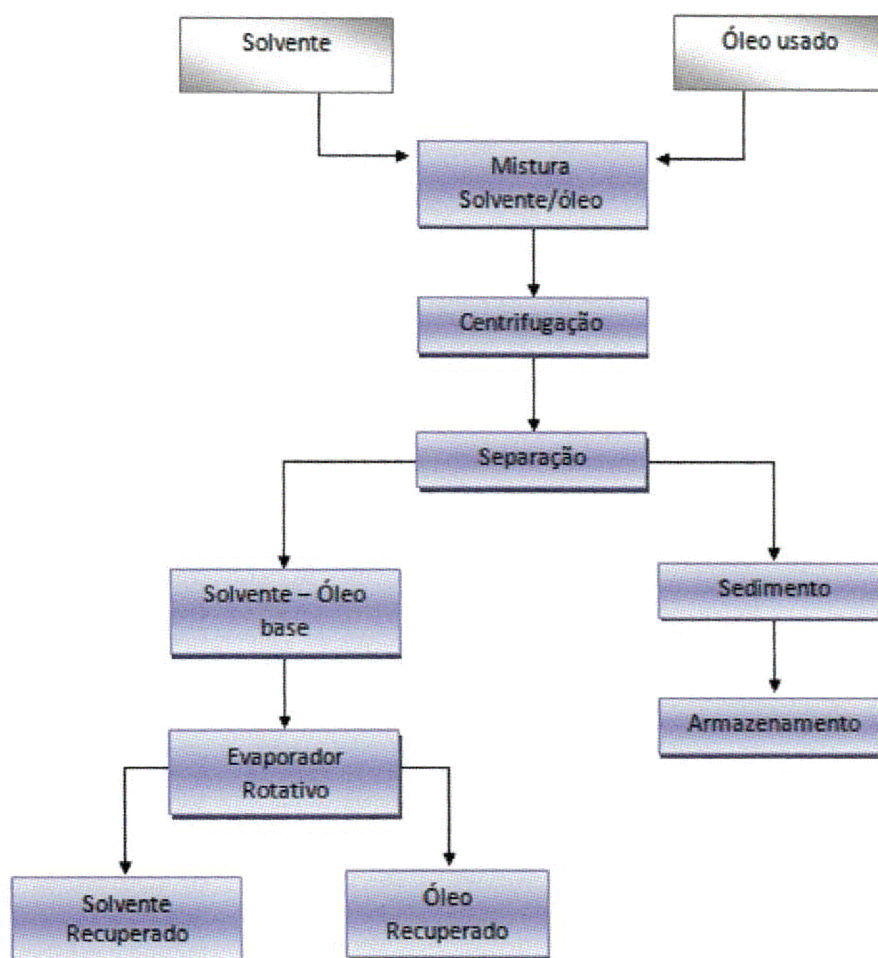 Solvente
Óleo usado
Mistura
Solvente/óleo
Centrifugação
Separação
Solvente – Óleo
base
Sedimento
Armazenamento
Evaporador
Rotativo
Solvente
Recuperado
Óleo
Recuperado